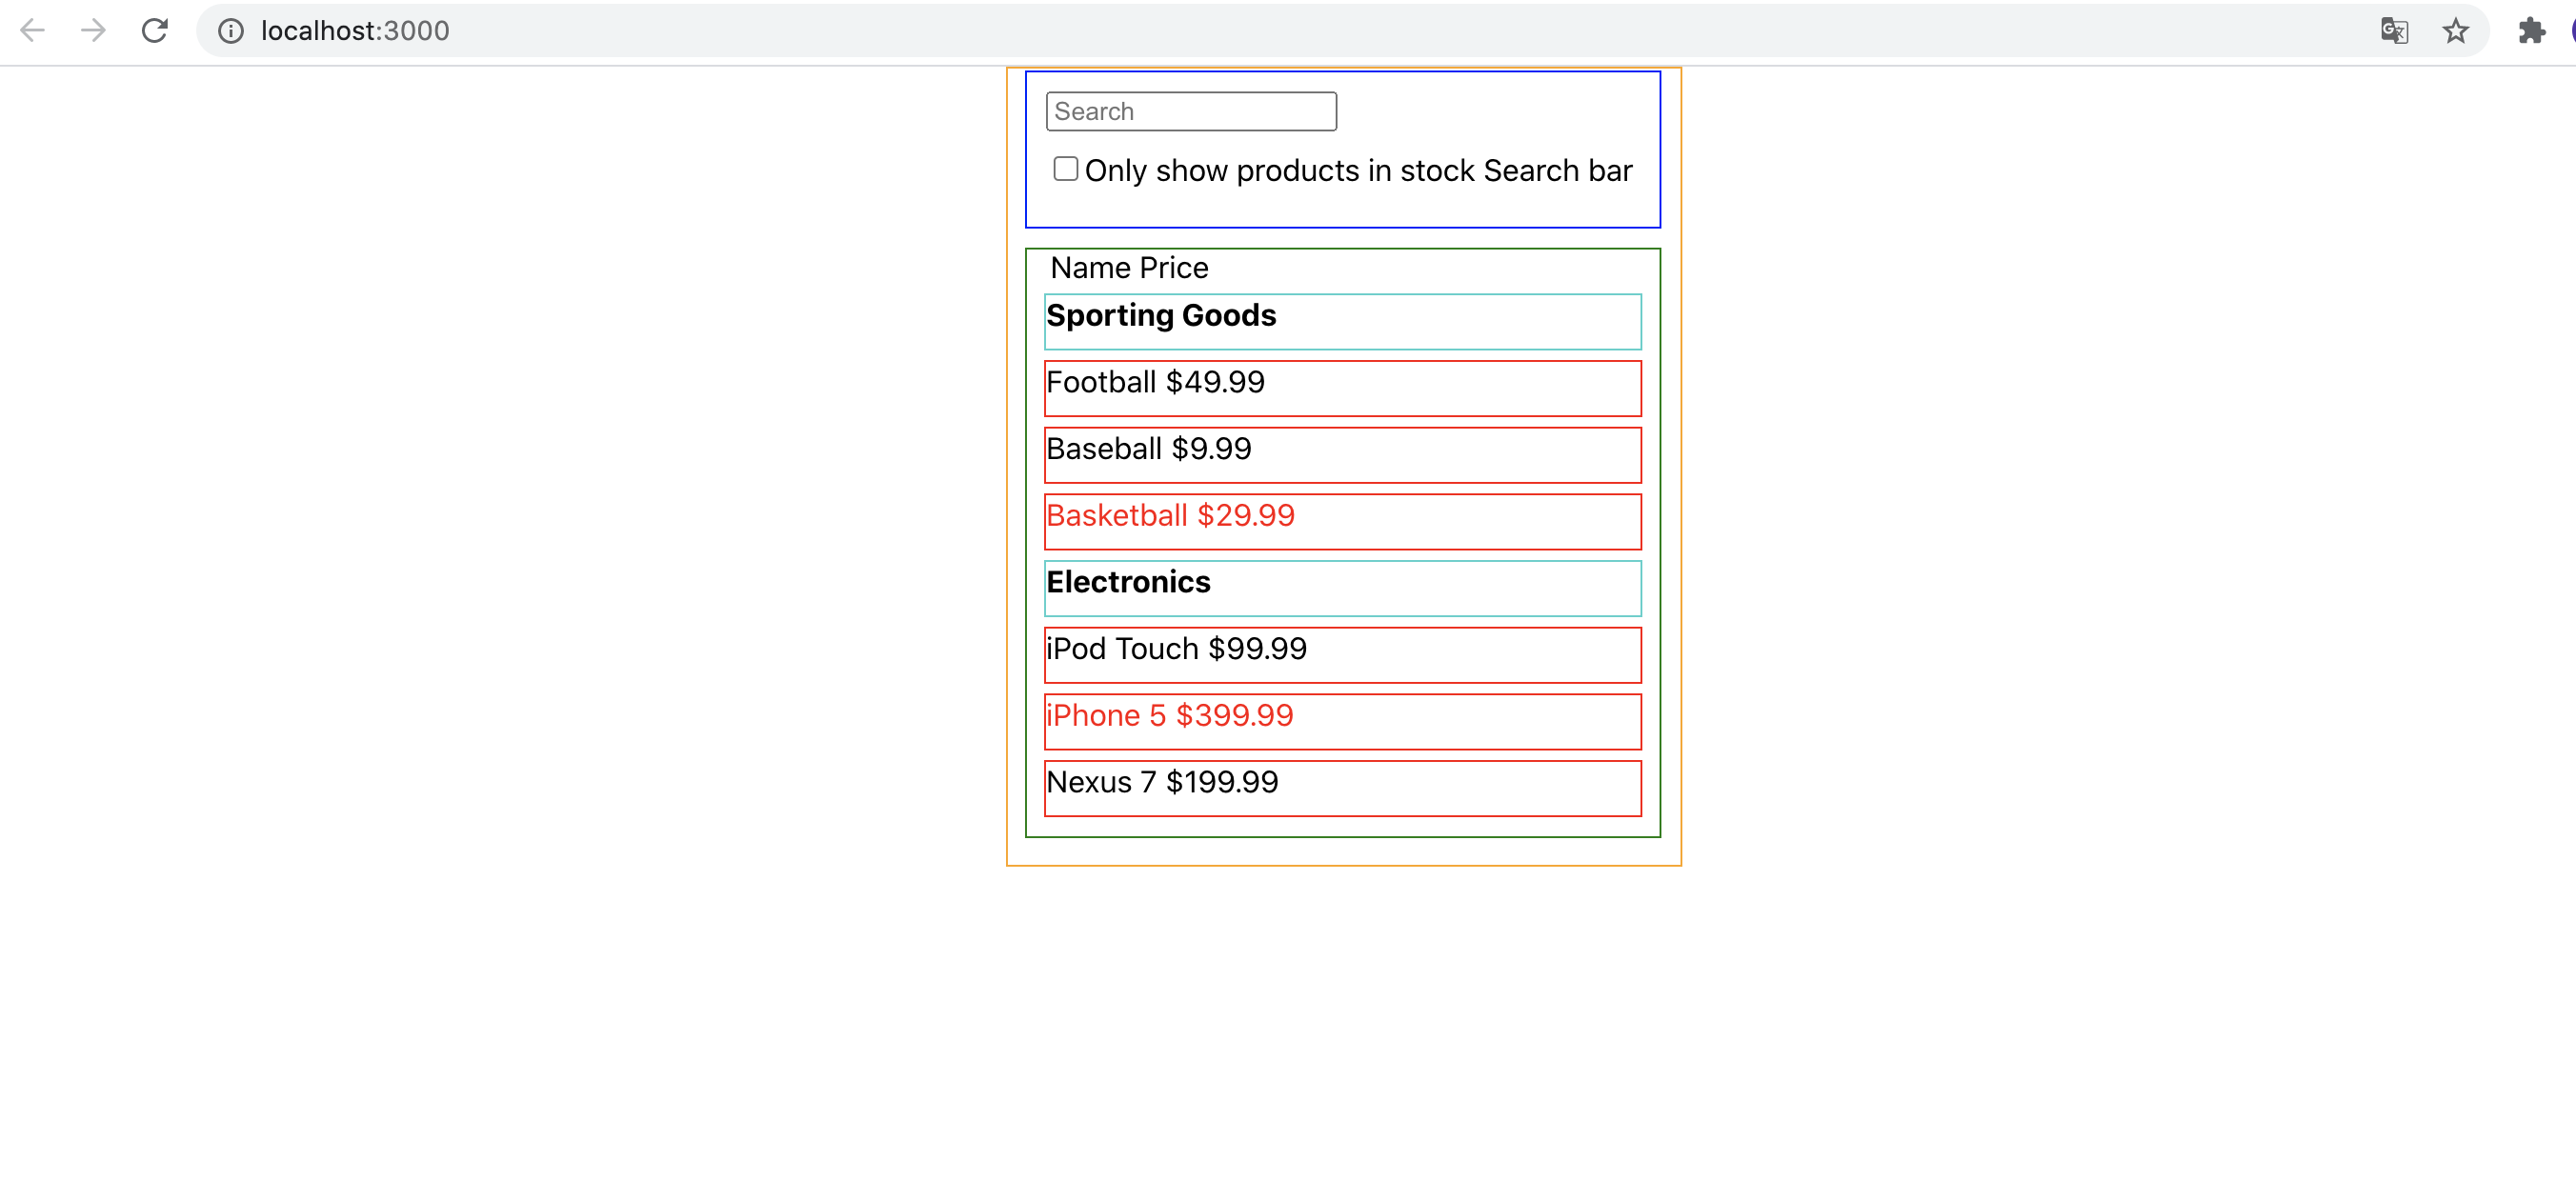 localhost:3000
Search
Only show products in stock Search bar
Name Price
Sporting Goods
Football $49.99
Baseball $9.99
Basketball $29.99
Electronics
iPod Touch $99.99
iPhone 5 $399.99
Nexus 7 $199.99